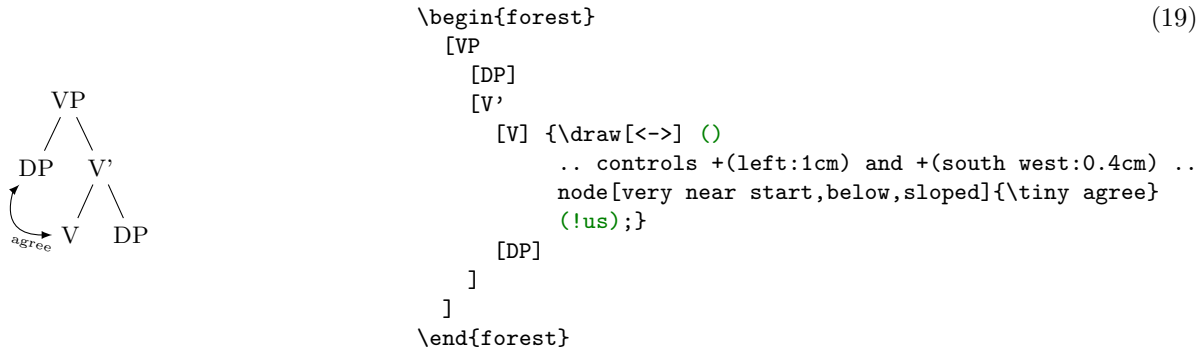 VP
DP V'
V DP
agree
\begin{forest}
(19)
[VP
[DP]
[V'
[V] {\draw[<->] ()
.. controls +(left:1cm) and +(south west:0.4cm) ..
node[very near start,below,sloped]{\tiny agree}
(!us);}
[DP]
]
]
\end{forest}